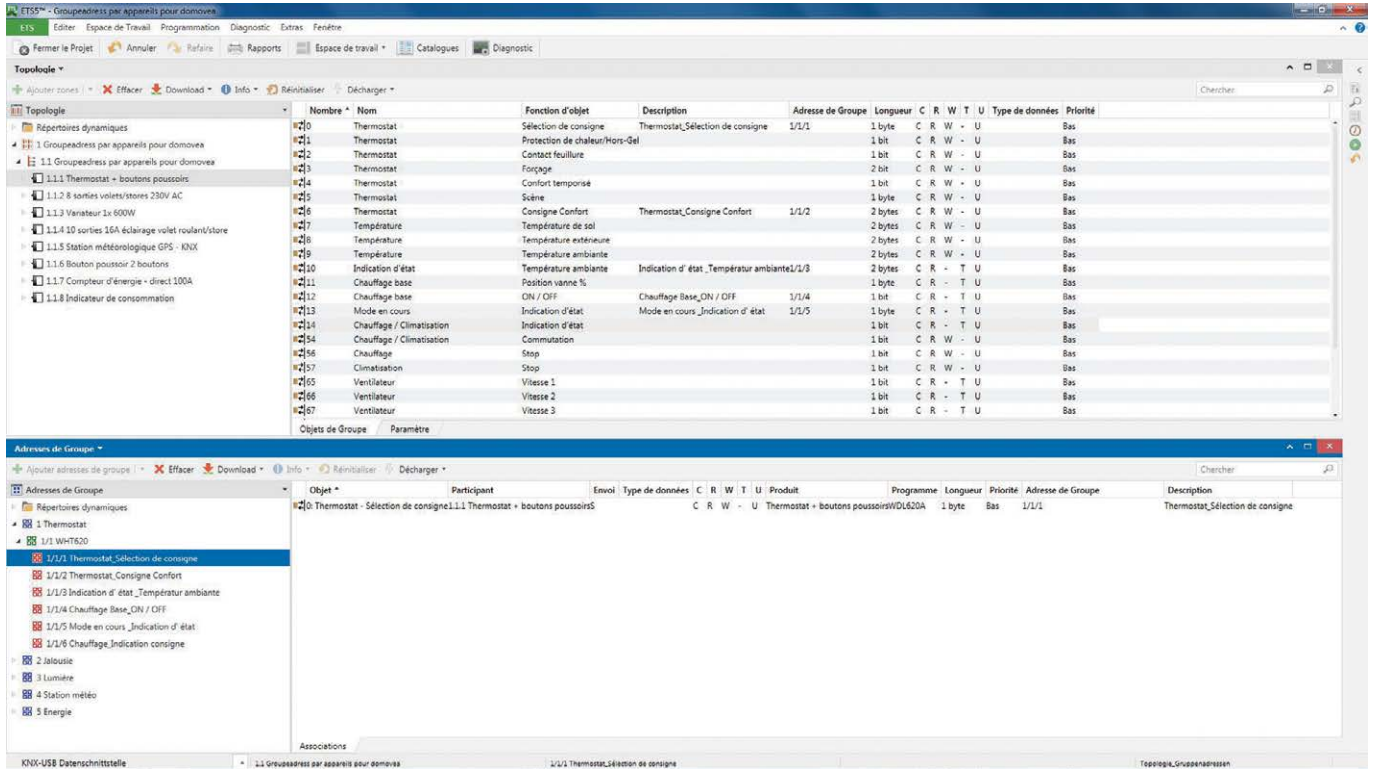 ETS5™ - Groupeadress par appareils pour domovea
ETS Editer Espace de Travail Programmation Diagnostic Extras Fenêtre
Fermer le Projet Annuler Refaire Rapports Espace de travail Catalogues Diagnostic
Topologie
Ajouter zones Effacer Download Info Réinitialiser Décharger Chercher
Topologie
Répertoires dynamiques
1 Groupeadress par appareils pour domovea
1.1 Groupeadress par appareils pour domovea
1.1.1 Thermostat + boutons poussoirs
1.1.2 8 sorties volets/stores 230V AC
1.1.3 Variateur 1x 600W
1.1.4 10 sorties 16A éclairage volet roulant/store
1.1.5 Station météorologique GPS - KNX
1.1.6 Bouton poussoir 2 boutons
1.1.7 Compteur d'énergie - direct 100A
1.1.8 Indicateur de consommation
Nombre Nom Fonction d'objet Description Adresse de Groupe Longueur C R W T U Type de données Priorité
0 Thermostat Sélection de consigne Thermostat_Sélection de consigne 1/1/1 1 byte C R W - U Bas
1 Thermostat Protection de chaleur/Hors-Gel 1 bit C R W - U Bas
2 Thermostat Contact feuillure 1 bit C R W - U Bas
3 Thermostat Forçage 2 bit C R W - U Bas
4 Thermostat Confort temporisé 1 bit C R W - U Bas
5 Thermostat Scène 1 byte C R W - U Bas
6 Thermostat Consigne Confort Thermostat_Consigne Confort 1/1/2 2 bytes C R W - U Bas
7 Température Température de sol 2 bytes C R W - U Bas
8 Température Température extérieure 2 bytes C R W - U Bas
9 Température Température ambiante 2 bytes C R W - U Bas
10 Indication d'état Température ambiante Indication d' état _Températur ambiante 1/1/3 2 bytes C R - T U Bas
11 Chauffage base Position vanne % 1 byte C R - T U Bas
12 Chauffage base ON / OFF Chauffage Base_ON / OFF 1/1/4 1 bit C R - T U Bas
13 Mode en cours Indication d'état Mode en cours _Indication d' état 1/1/5 1 byte C R - T U Bas
14 Chauffage / Climatisation Indication d'état 1 bit C R - T U Bas
54 Chauffage / Climatisation Commutation 1 bit C R W - U Bas
56 Chauffage Stop 1 bit C R W - U Bas
57 Climatisation Stop 1 bit C R W - U Bas
65 Ventilateur Vitesse 1 1 bit C R - T U Bas
66 Ventilateur Vitesse 2 1 bit C R - T U Bas
67 Ventilateur Vitesse 3 1 bit C R - T U Bas
Objets de Groupe Paramètre
Adresses de Groupe
Ajouter adresses de groupe Effacer Download Info Réinitialiser Décharger Chercher
Adresses de Groupe
Répertoires dynamiques
1 Thermostat
1/1 WHT620
1/1/1 Thermostat_Sélection de consigne
1/1/2 Thermostat_Consigne Confort
1/1/3 Indication d' état _Températur ambiante
1/1/4 Chauffage Base_ON / OFF
1/1/5 Mode en cours _Indication d' état
1/1/6 Chauffage_Indication consigne
2 Jalousie
3 Lumière
4 Station météo
5 Energie
Objet Participant Envoi Type de données C R W T U Produit Programme Longueur Priorité Adresse de Groupe Description
0: Thermostat - Sélection de consigne 1.1.1 Thermostat + boutons poussoirs S C R W - U Thermostat + boutons poussoirs WDL620A 1 byte Bas 1/1/1 Thermostat_Sélection de consigne
Associations
KNX-USB Datenschnittstelle 1.1 Groupeadress par appareils pour domovea 1/1/1 Thermostat_Sélection de consigne Topologie_Gruppenadressen